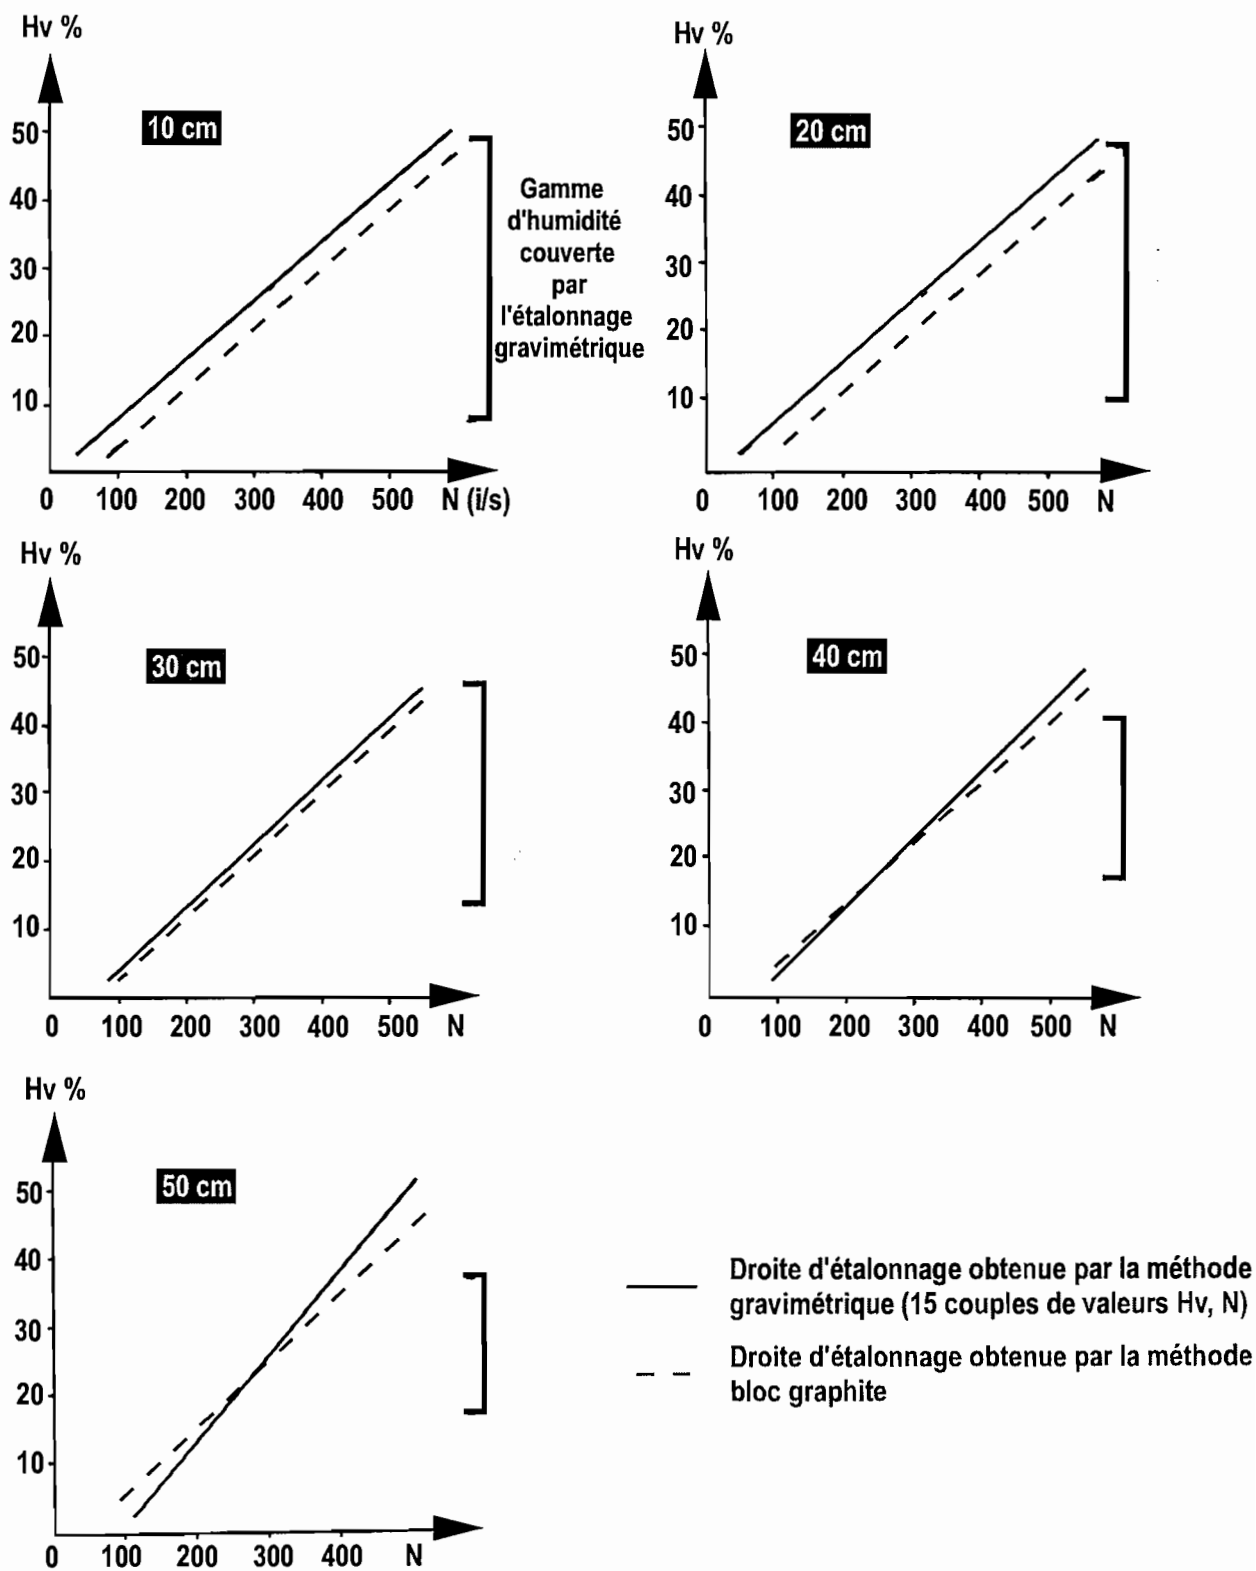 Hv %
10 cm
50
40
30
20
10
0 100 200 300 400 500 N (i/s)
Gamme
d'humidité
couverte
par
l'étalonnage
gravimétrique
Hv %
20 cm
50
40
30
20
10
0 100 200 300 400 500 N
Hv %
30 cm
50
40
30
20
10
0 100 200 300 400 500 N
Hv %
40 cm
50
40
30
20
10
0 100 200 300 400 500 N
Hv %
50 cm
50
40
30
20
10
0 100 200 300 400 N
Droite d'étalonnage obtenue par la méthode
gravimétrique (15 couples de valeurs Hv, N)
Droite d'étalonnage obtenue par la méthode
bloc graphite